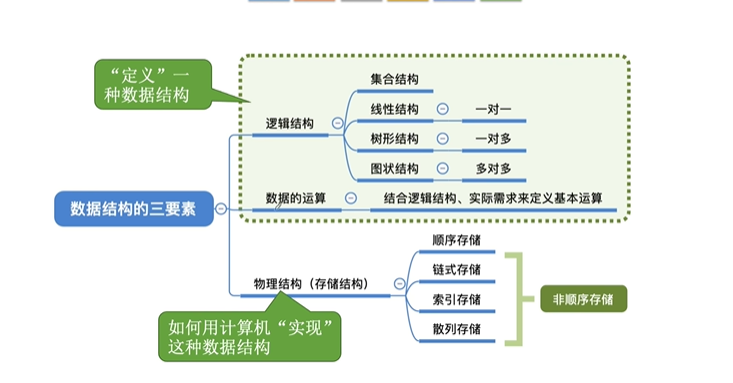 “定义”一
种数据结构
集合结构
线性结构
一对一
逻辑结构
树形结构
一对多
图状结构
多对多
数据结构的三要素
数据的运算
结合逻辑结构、实际需求来定义基本运算
物理结构（存储结构）
顺序存储
链式存储
索引存储
散列存储
非顺序存储
如何用计算机“实现”
这种数据结构